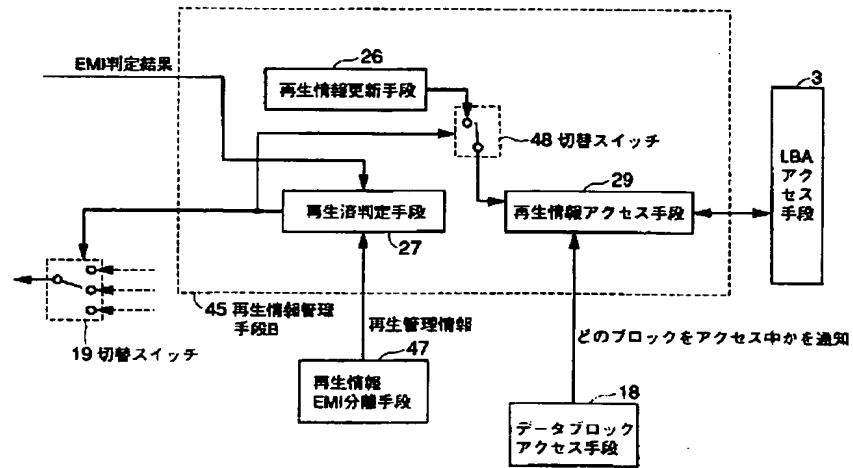 EMI判定結果
26
再生情報更新手段
48 切替スイッチ
3
LBA
アク
セス
手段
29
再生情報アクセス手段
再生済判定手段
27
45 再生情報管理
手段B
19 切替スイッチ
再生管理情報
47
再生情報
EMI分離手段
どのブロックをアクセス中かを通知
18
データブロック
アクセス手段